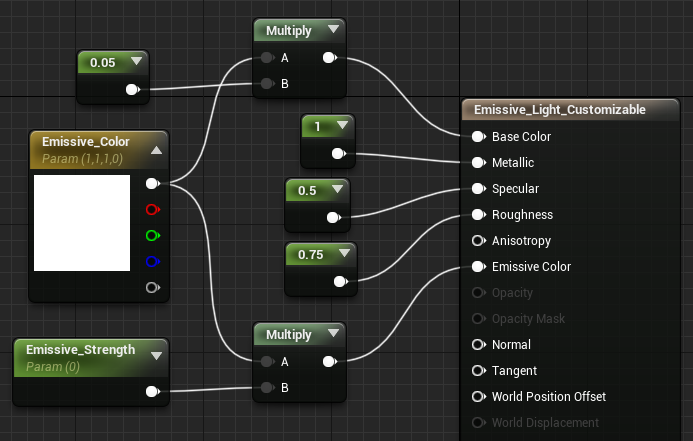 Multiply
A
B
0.05
Emissive_Color
Param (1,1,1,0)
1
0.5
0.75
Multiply
A
B
Emissive_Strength
Param (0)
Emissive_Light_Customizable
Base Color
Metallic
Specular
Roughness
Anisotropy
Emissive Color
Opacity
Opacity Mask
Normal
Tangent
World Position Offset
World Displacement